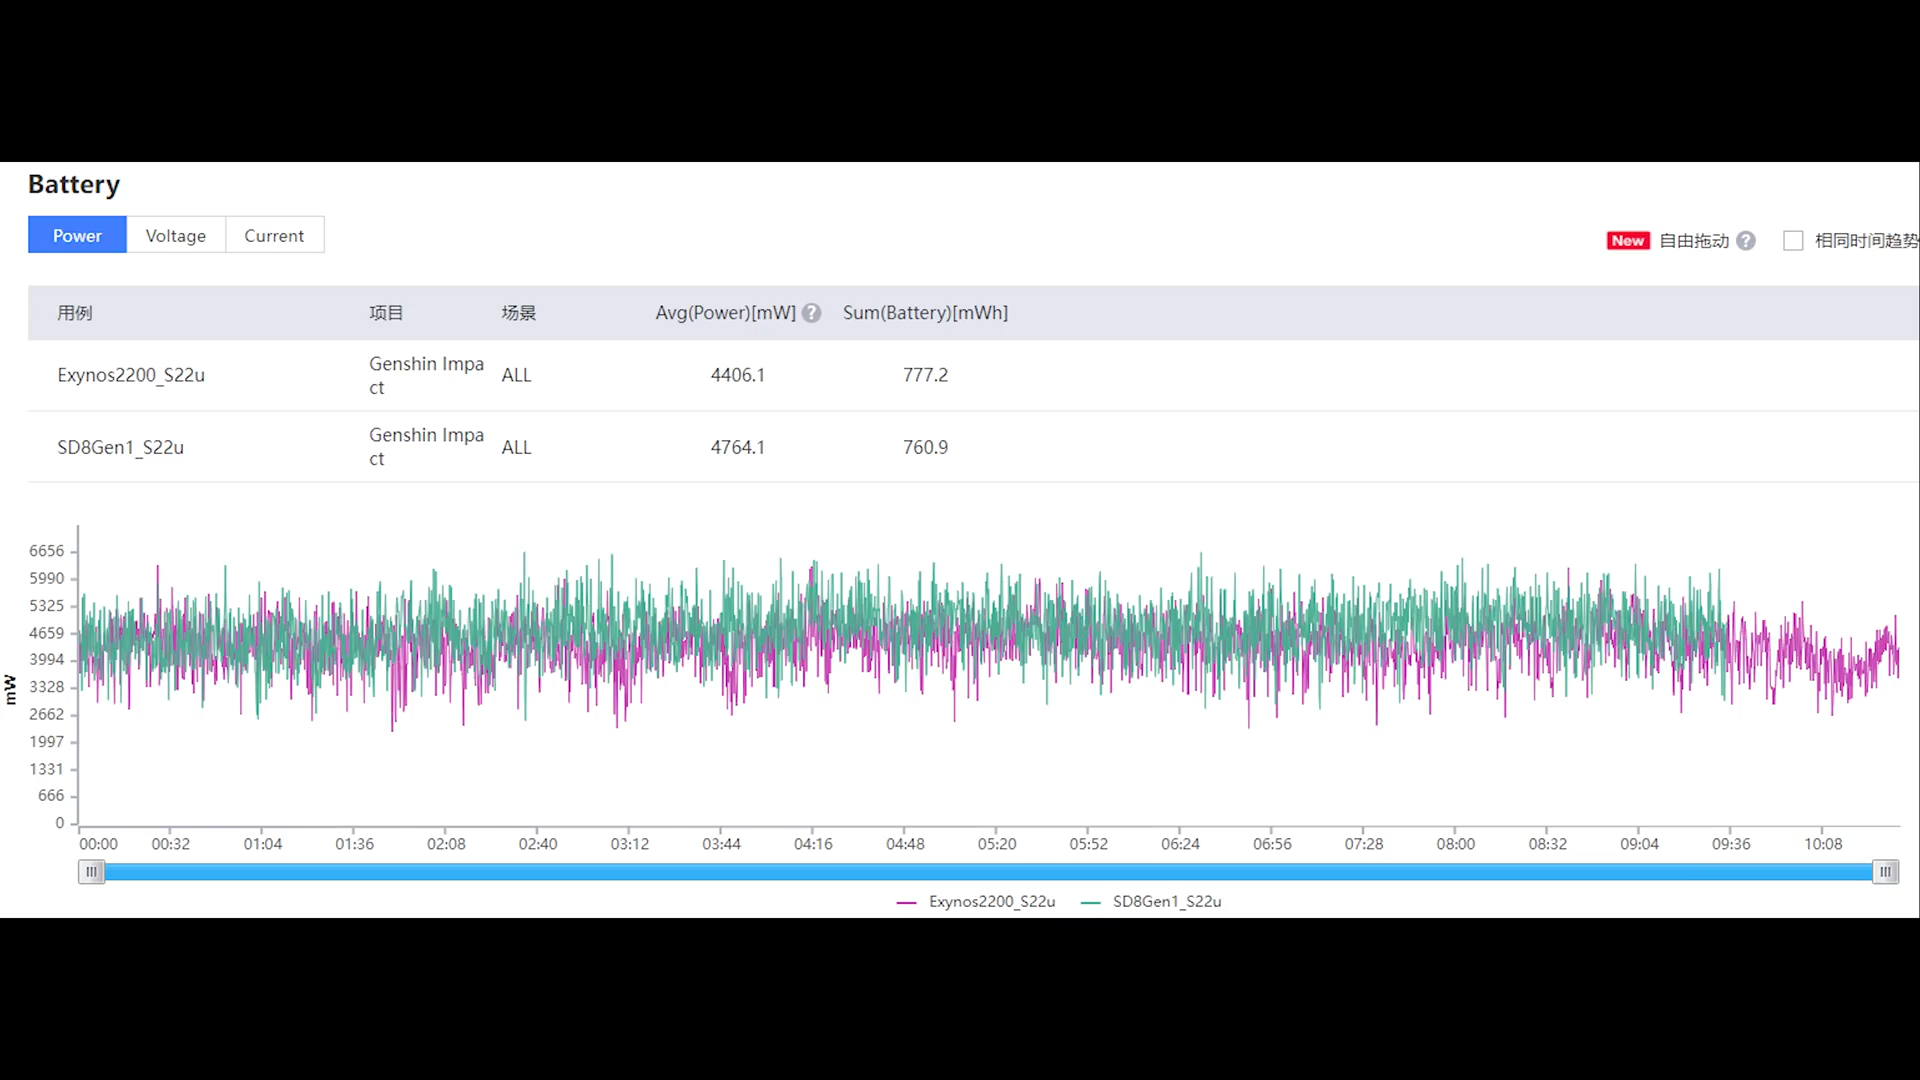 Battery
Power Voltage Current
New 自由拖动 ? 相同时间趋势
用例 项目 场景 Avg(Power)[mW] ? Sum(Battery)[mWh]
Exynos2200_S22u Genshin Impa ALL 4406.1 777.2
ct
SD8Gen1_S22u Genshin Impa ALL 4764.1 760.9
ct
mW
6656
5990
5325
4659
3994
3328
2662
1997
1331
666
0
00:00 00:32 01:04 01:36 02:08 02:40 03:12 03:44 04:16 04:48 05:20 05:52 06:24 06:56 07:28 08:00 08:32 09:04 09:36 10:08
Exynos2200_S22u SD8Gen1_S22u